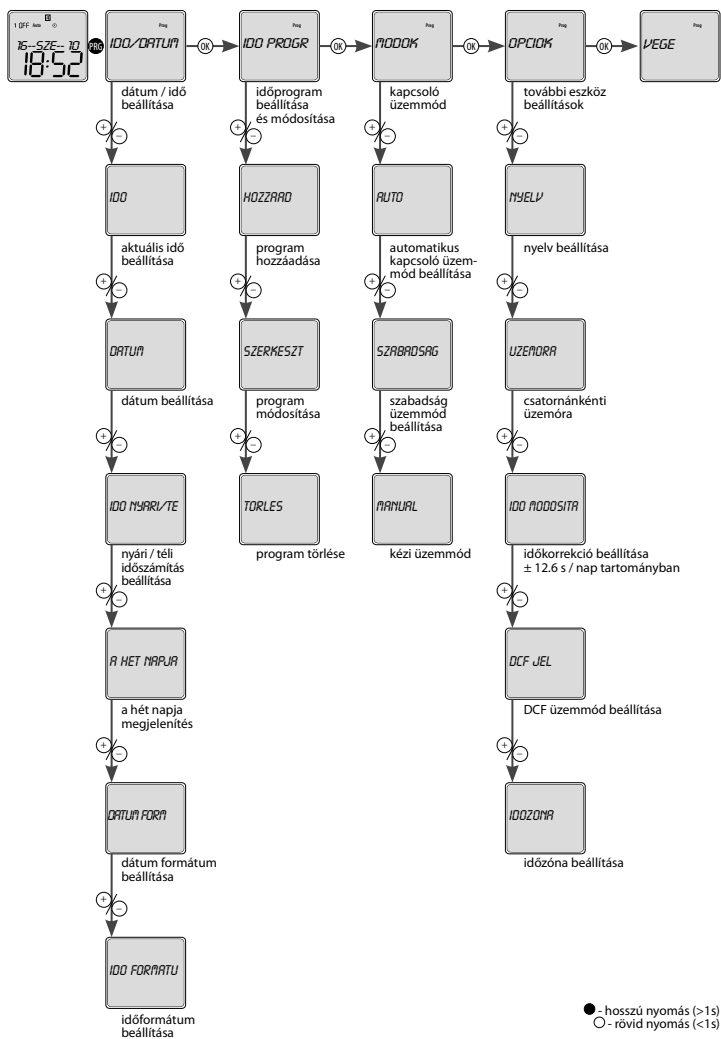 1 OFF Auto
16--SZE-- 10
18:52
PRG
Prog
IDO/DATUM
OK
Prog
IDO PROGR
OK
Prog
MODOK
OK
Prog
OPCIOK
OK
Prog
VEGE
dátum / idő
beállítása
időprogram
beállítása
és módosítása
kapcsoló
üzemmód
további eszköz
beállítások
+ −
+ −
+ −
+ −
IDO
HOZZAAD
AUTO
NYELV
aktuális idő
beállítása
program
hozzáadása
automatikus
kapcsoló üzem-
mód beállítása
nyelv beállítása
+ −
+ −
+ −
+ −
DATUM
SZERKESZT
SZABADSAG
UZEMORA
dátum beállítása
program
módosítása
szabadság
üzemmód
beállítása
csatornánkénti
üzemóra
+ −
+ −
+ −
+ −
IDO NYARI/TE
TORLES
MANUAL
IDO MODOSITA
nyári / téli
időszámítás
beállítása
program törlése
kézi üzemmód
időkorrekció beállítása
± 12.6 s / nap tartományban
+ −
+ −
A HET NAPJA
DCF JEL
a hét napja
megjelenítés
DCF üzemmód beállítása
+ −
+ −
DATUM FORM
IDOZONA
dátum formátum
beállítása
időzóna beállítása
+ −
IDO FORMATU
időformátum
beállítása
- hosszú nyomás (>1s)
- rövid nyomás (<1s)